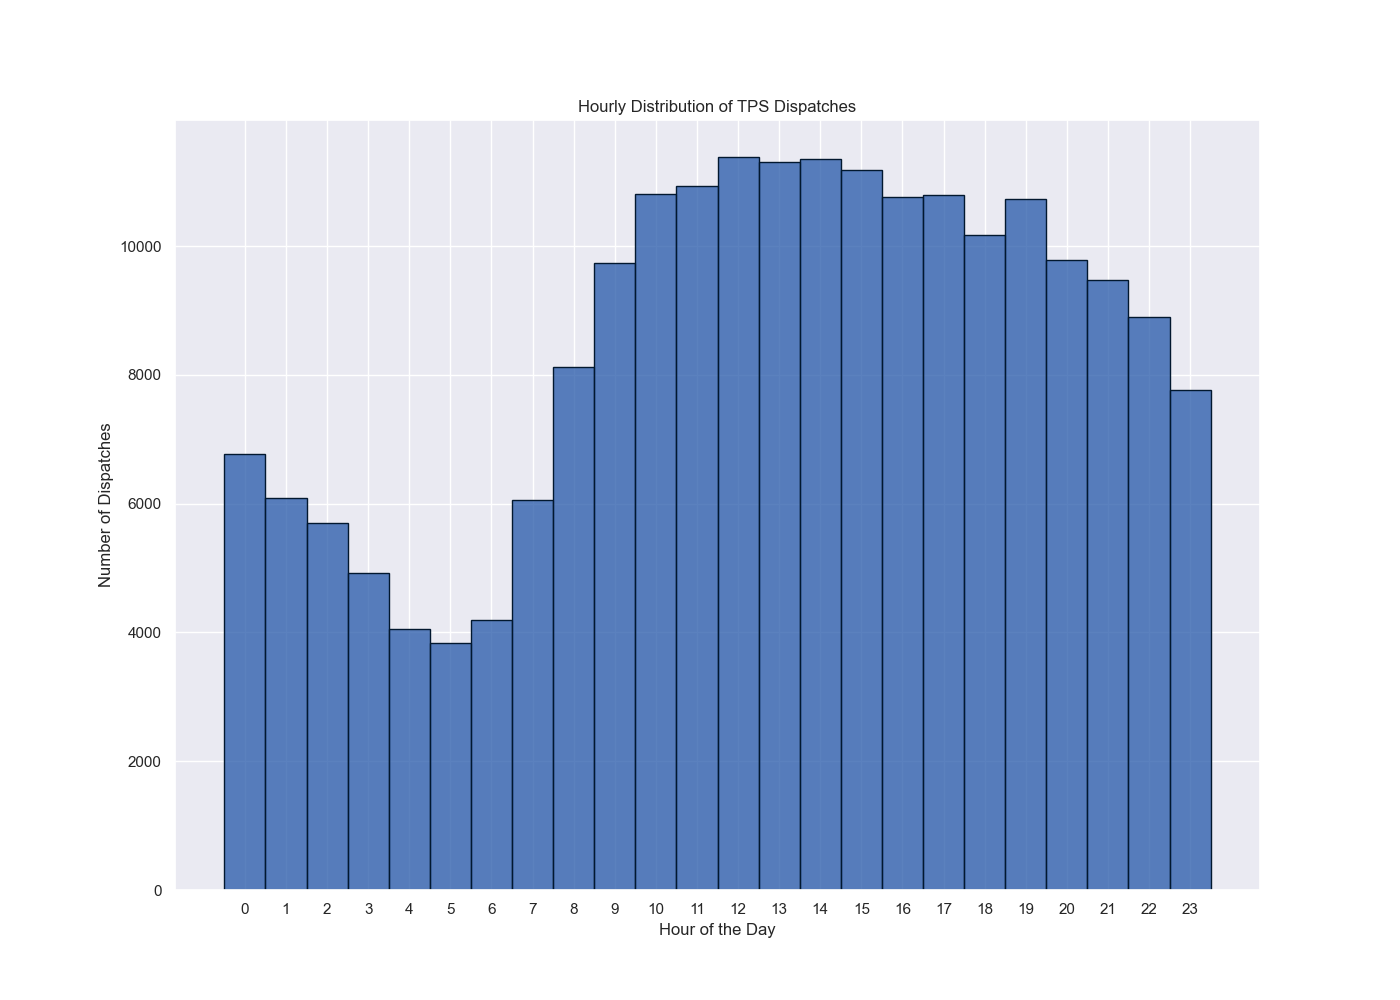 Hourly Distribution of TPS Dispatches
10000
8000
6000
4000
2000
0
Number of Dispatches
0 1 2 3 4 5 6 7 8 9 10 11 12 13 14 15 16 17 18 19 20 21 22 23
Hour of the Day